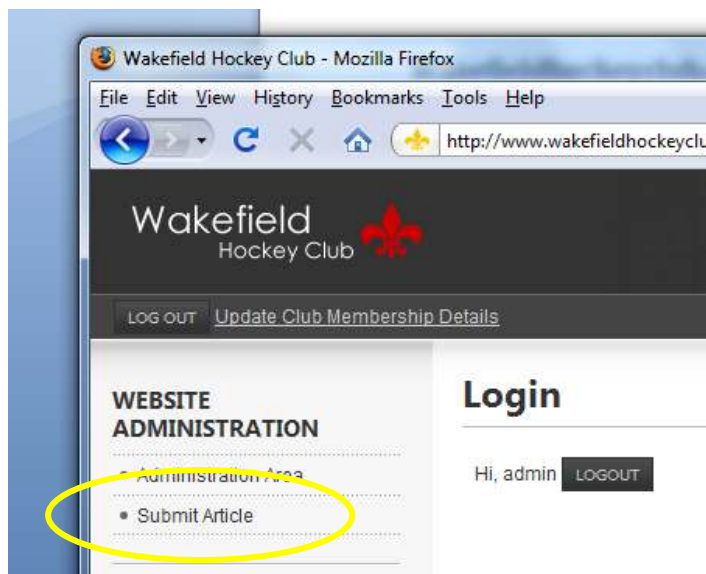 Wakefield Hockey Club - Mozilla Firefox
File Edit View History Bookmarks Tools Help
http://www.wakefieldhockeyclu
Wakefield
Hockey Club
LOG OUT Update Club Membership Details
WEBSITE
ADMINISTRATION
Login
Administration Area
Hi, admin LOGOUT
Submit Article